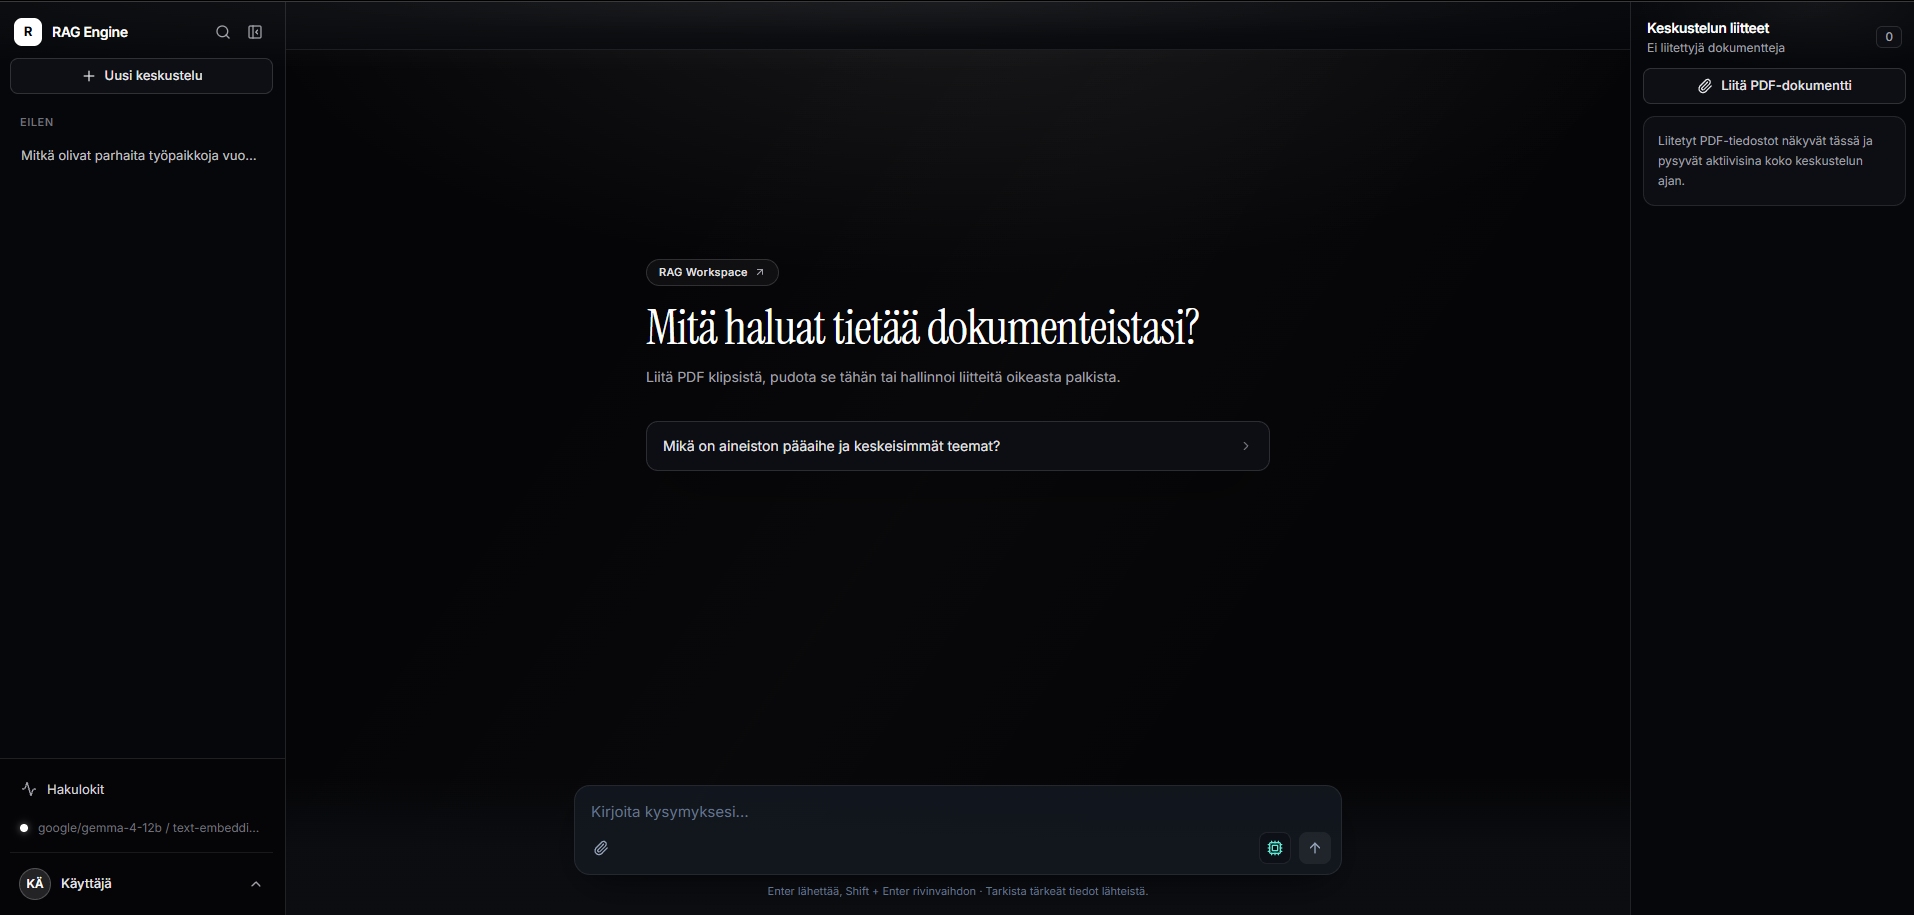 R
RAG Engine
Uusi keskustelu
EILEN
Mitkä olivat parhaita työpaikkoja vuo...
Hakulokit
google/gemma-4-12b / text-embeddi...
KÄ
Käyttäjä
RAG Workspace
Mitä haluat tietää dokumenteistasi?
Liitä PDF klipsistä, pudota se tähän tai hallinnoi liitteitä oikeasta palkista.
Mikä on aineiston pääaihe ja keskeisimmät teemat?
Kirjoita kysymyksesi...
Enter lähettää, Shift + Enter rivinvaihdon · Tarkista tärkeät tiedot lähteistä.
Keskustelun liitteet
Ei liitettyjä dokumentteja
0
Liitä PDF-dokumentti
Liitetyt PDF-tiedostot näkyvät tässä ja
pysyvät aktiivisina koko keskustelun
ajan.